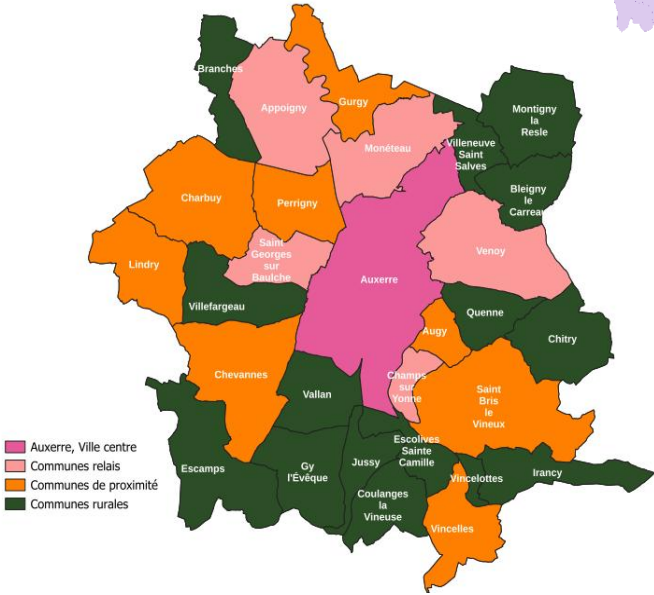 Branches
Appoigny
Gurgy
Montigny
la
Resle
Monéteau
Villeneuve
Saint
Salves
Bleigny
le
Carreau
Charbuy
Perrigny
Saint
Georges
sur
Baulche
Venoy
Lindry
Auxerre
Villefargeau
Quenne
Augy
Chitry
Chevannes
Champs
sur
Yonne
Vallan
Saint
Bris
le
Vineux
Auxerre, Ville centre
Communes relais
Communes de proximité
Communes rurales
Escamps
Gy
l'Évêque
Jussy
Escolives
Sainte
Camille
Coulanges
la
Vineuse
Vincelottes
Irancy
Vincelles